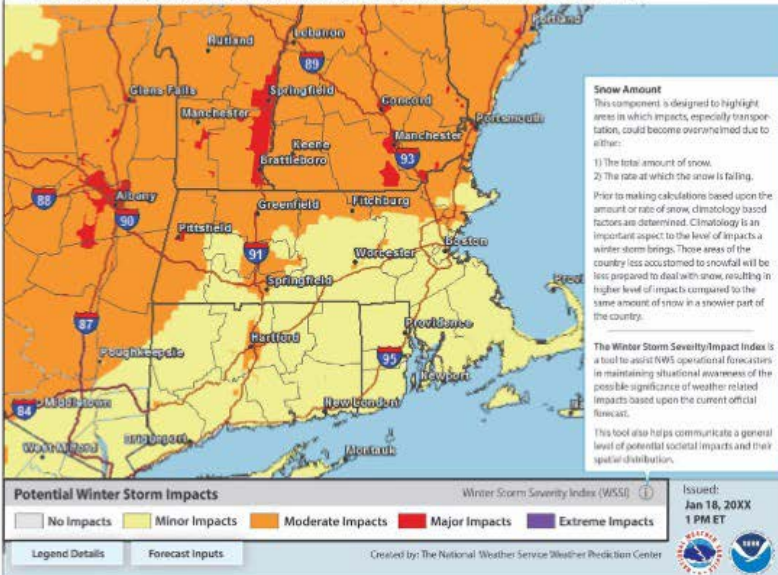 Portland
Lebanon
Rutland
89
Glens Falls
Springfield
Concord
Manchester
Portsmouth
Keene
Manchester
Brattleboro
93
88
Albany
90
Greenfield
Fitchburg
Pittsfield
Boston
91
Worcester
Springfield
87
Hartford
Providence
Poughkeepsie
95
Newport
84
Middletown
New London
West Milford
Bridgeport
Montauk
Provi
Snow Amount
This component is designed to highlight
areas in which impacts, especially transpor-
tation, could become overwhelmed due to
either:
1) The total amount of snow.
2) The rate at which the snow is falling.
Prior to making calculations based upon the
amount or rate of snow, climatology based
factors are determined. Climatology is an
important aspect to the level of impacts a
winter storm brings. Those areas of the
country less accustomed to snowfall will be
less prepared to deal with snow, resulting in
higher level of impacts compared to the
same amount of snow in a snowier part of
the country.
The Winter Storm Severity/Impact Index is
a tool to assist NWS operational forecasters
in maintaining situational awareness of the
possible significance of weather related
impacts based upon the current official
forecast.
This tool also helps communicate a general
level of potential societal impacts and their
spatial distribution.
Potential Winter Storm Impacts
Winter Storm Severity Index (WSSI) i
No Impacts
Minor Impacts
Moderate Impacts
Major Impacts
Extreme Impacts
Issued:
Jan 18, 20XX
1 PM ET
Legend Details
Forecast Inputs
Created by: The National Weather Service Weather Prediction Center